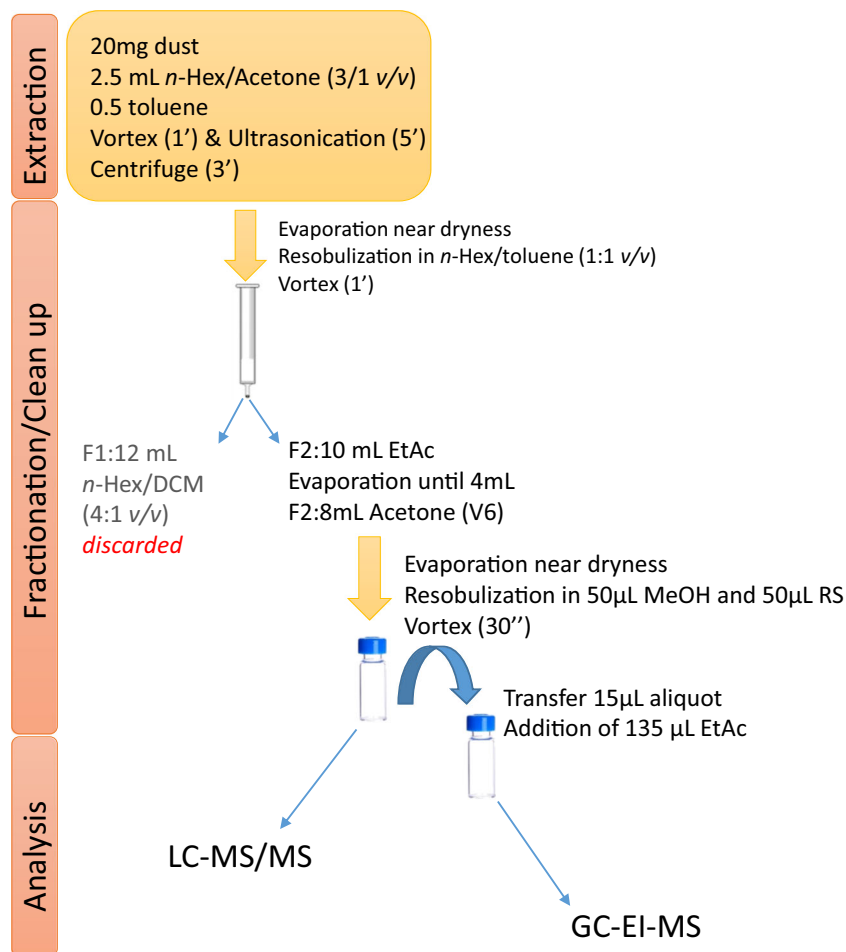 Extraction
20mg dust
2.5 mL n-Hex/Acetone (3/1 v/v)
0.5 toluene
Vortex (1’) & Ultrasonication (5’)
Centrifuge (3’)
Fractionation/Clean up
Evaporation near dryness
Resobulization in n-Hex/toluene (1:1 v/v)
Vortex (1’)
F1:12 mL
n-Hex/DCM
(4:1 v/v)
discarded
F2:10 mL EtAc
Evaporation until 4mL
F2:8mL Acetone (V6)
Evaporation near dryness
Resobulization in 50µL MeOH and 50µL RS
Vortex (30’’)
Transfer 15µL aliquot
Addition of 135 µL EtAc
Analysis
LC-MS/MS
GC-EI-MS